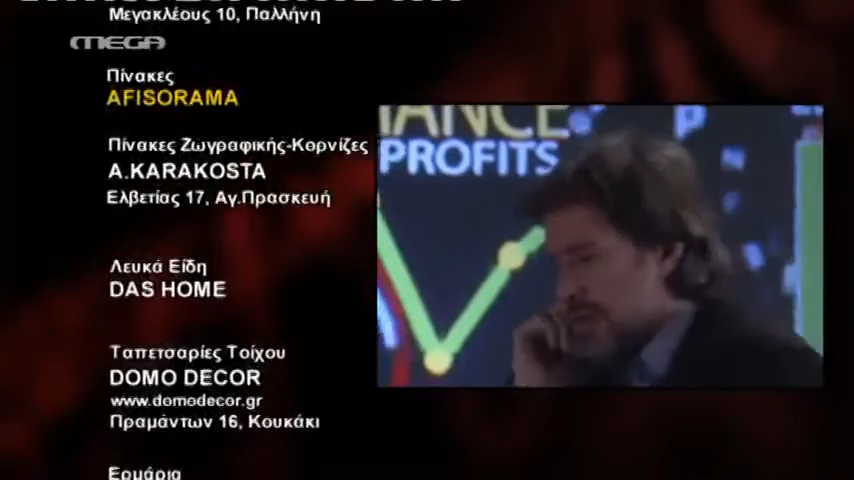 Μεγακλέους 10, Παλλήνη
MEGA
Πίνακες
AFISORAMA
Πίνακες Ζωγραφικής-Κορνίζες
A.KARAKOSTA
Ελβετίας 17, Αγ.Πρασκευή
Λευκά Είδη
DAS HOME
Ταπετσαρίες Τοίχου
DOMO DECOR
www.domodecor.gr
Πραμάντων 16, Κουκάκι
Ερμάρια
PROFITS